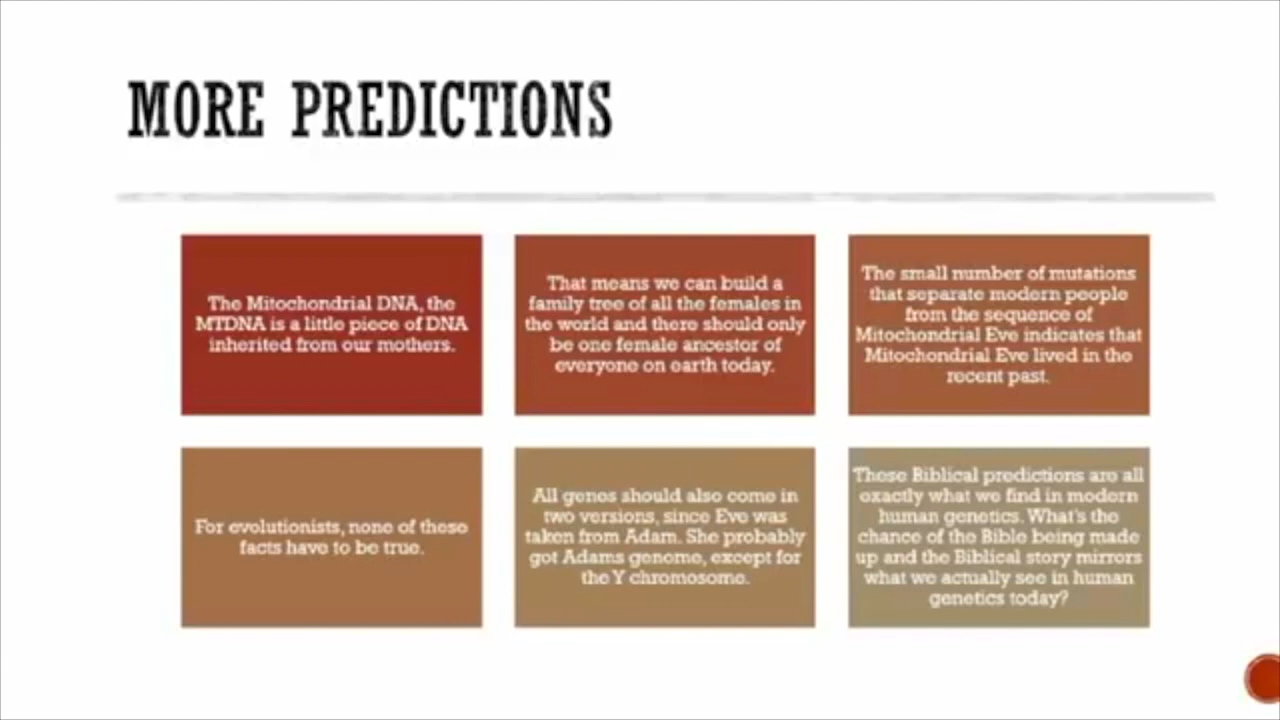 MORE PREDICTIONS
The Mitochondrial DNA, the
MTDNA is a little piece of DNA
inherited from our mothers.
That means we can build a
family tree of all the females in
the world and there should only
be one female ancestor of
everyone on earth today.
The small number of mutations
that separate modern people
from the sequence of
Mitochondrial Eve indicates that
Mitochondrial Eve lived in the
recent past.
For evolutionists, none of these
facts have to be true.
All genes should also come in
two versions, since Eve was
taken from Adam. She probably
got Adams genome, except for
the Y chromosome.
These Biblical predictions are all
exactly what we find in modern
human genetics. What's the
chance of the Bible being made
up and the Biblical story mirrors
what we actually see in human
genetics today?